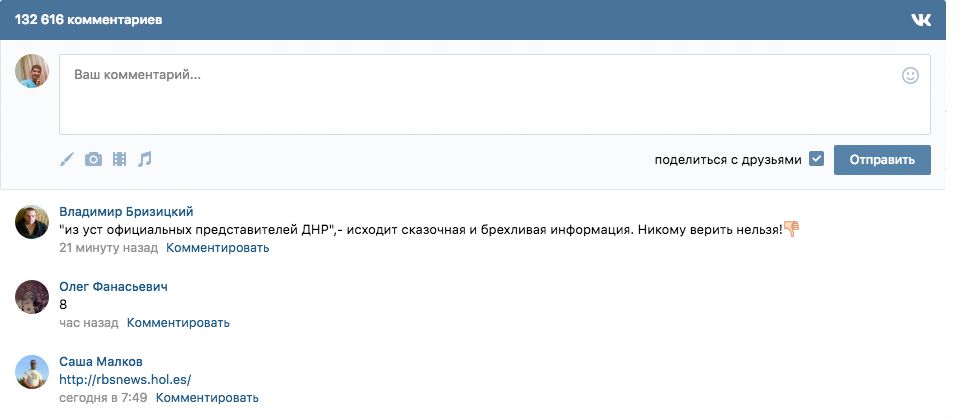 132 616 комментариев
Ваш комментарий...
поделиться с друзьями
Отправить
Владимир Бризицкий
"из уст официальных представителей ДНР",- исходит сказочная и брехливая информация. Никому верить нельзя!👎
21 минуту назад Комментировать
Олег Фанасьевич
8
час назад Комментировать
Саша Малков
http://rbsnews.hol.es/
сегодня в 7:49 Комментировать